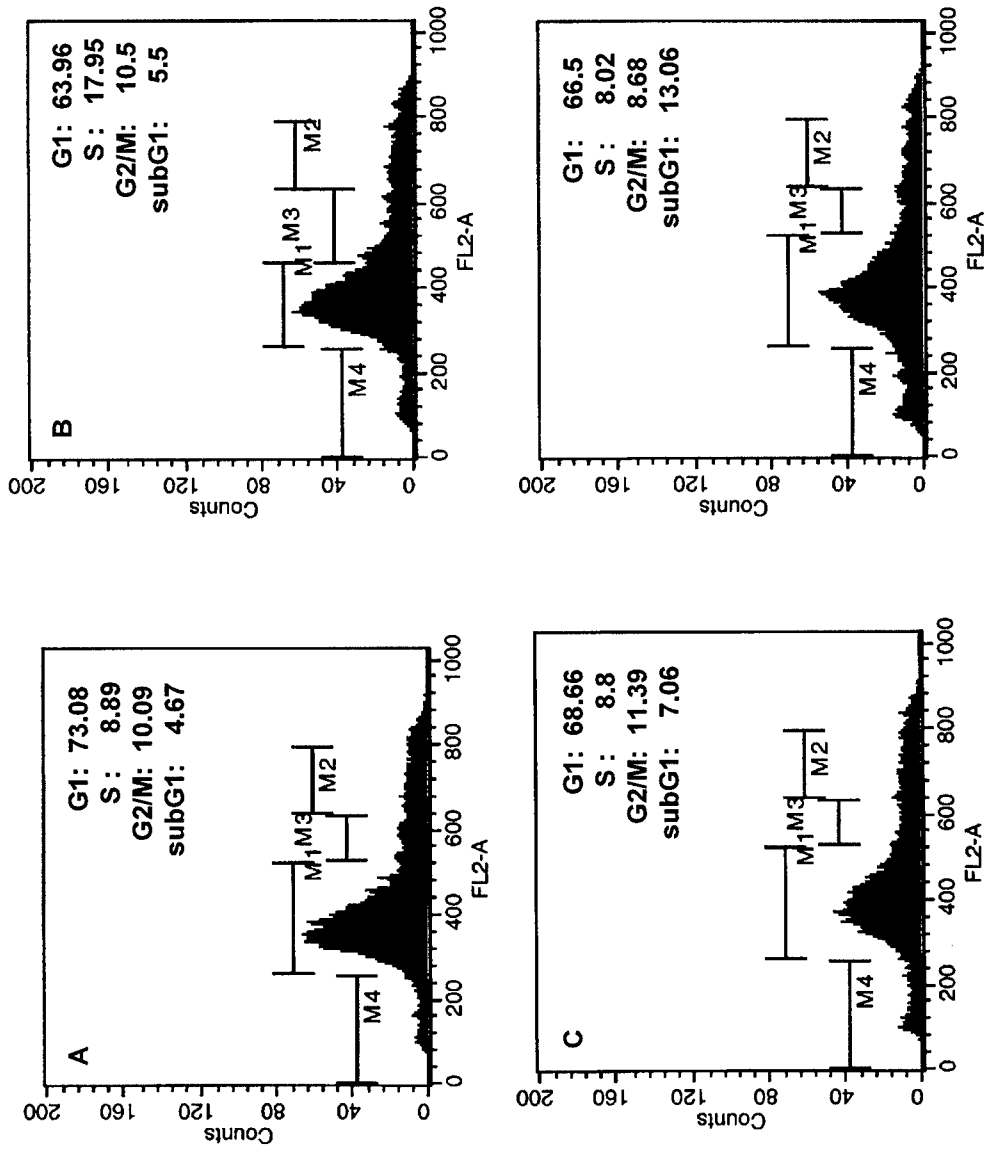 A
G1: 73.08
S : 8.89
G2/M: 10.09
subG1: 4.67
200
160
120
80
40
0
Counts
M1
M3
M2
M4
0 200 400 600 800 1000
FL2-A
B
G1: 63.96
S : 17.95
G2/M: 10.5
subG1: 5.5
200
160
120
80
40
0
Counts
M1
M3
M2
M4
0 200 400 600 800 1000
FL2-A
C
G1: 68.66
S : 8.8
G2/M: 11.39
subG1: 7.06
200
160
120
80
40
0
Counts
M1
M3
M2
M4
0 200 400 600 800 1000
FL2-A
G1: 66.5
S : 8.02
G2/M: 8.68
subG1: 13.06
200
160
120
80
40
0
Counts
M1
M3
M2
M4
0 200 400 600 800 1000
FL2-A